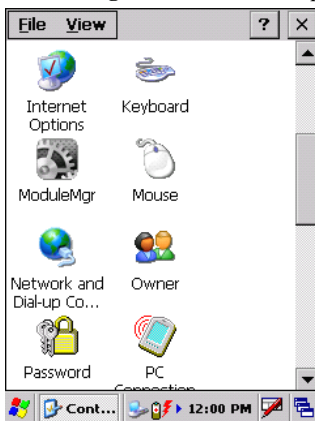 File View ? ×
Internet Options Keyboard
ModuleMgr Mouse
Network and Dial-up Co... Owner
Password PC Connection
Cont... 12:00 PM